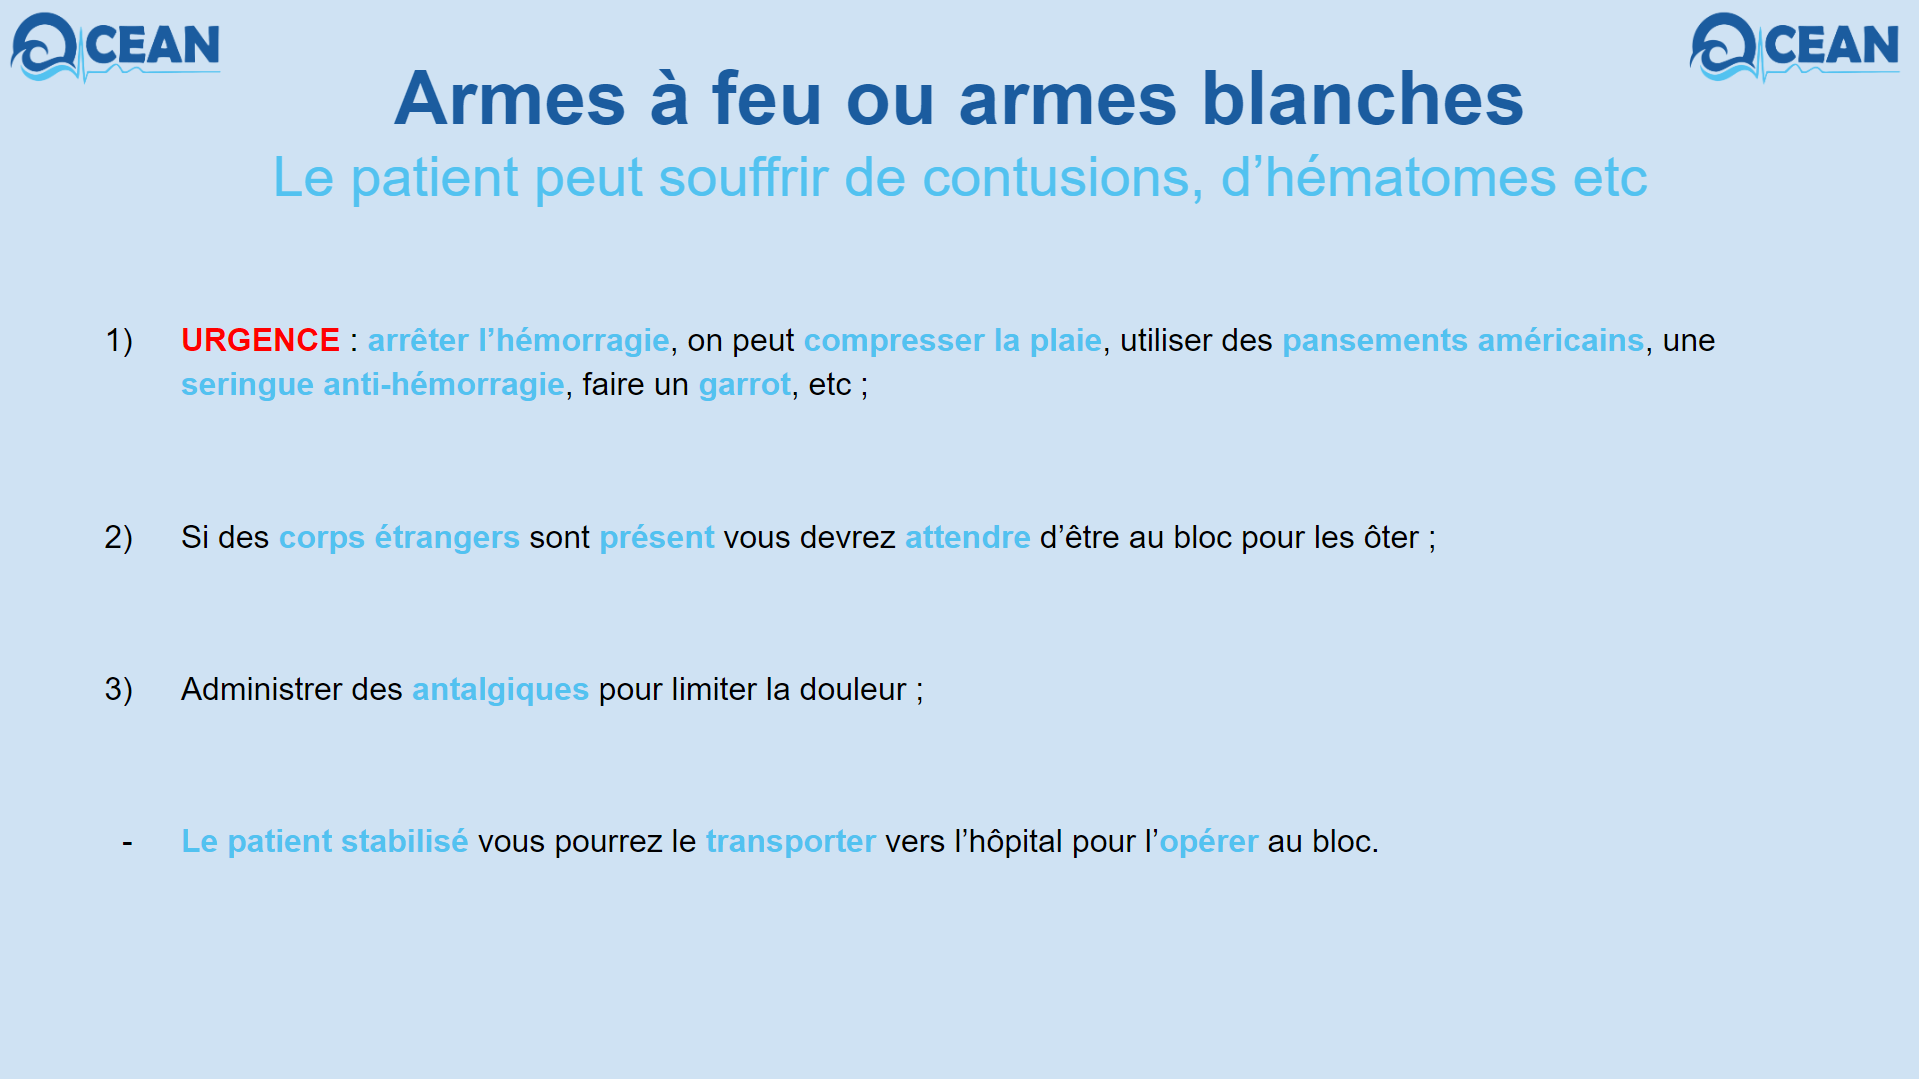 OCEAN
OCEAN
Armes à feu ou armes blanches
Le patient peut souffrir de contusions, d’hématomes etc
1) URGENCE : arrêter l’hémorragie, on peut compresser la plaie, utiliser des pansements américains, une
seringue anti-hémorragie, faire un garrot, etc ;
2) Si des corps étrangers sont présent vous devrez attendre d’être au bloc pour les ôter ;
3) Administrer des antalgiques pour limiter la douleur ;
- Le patient stabilisé vous pourrez le transporter vers l’hôpital pour l’opérer au bloc.